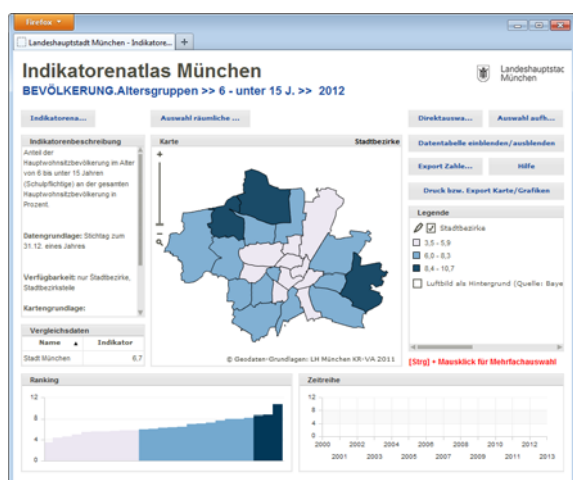 Firefox
Landeshauptstadt München - Indikatore...
Indikatorenatlas München
Landeshauptstadt
München
BEVÖLKERUNG.Altersgruppen >> 6 - unter 15 J. >> 2012
Indikatorena...
Auswahl räumliche ...
Direktauswa...
Auswahl aufh...
Datentabelle einblenden/ausblenden
Export Zahle...
Hilfe
Druck bzw. Export Karte/Grafiken
Indikatorenbeschreibung
Anteil der
Hauptwohnsitzbevölkerung im Alter
von 6 bis unter 15 Jahren
(Schulpflichtige) an der gesamten
Hauptwohnsitzbevölkerung in
Prozent.
Datengrundlage: Stichtag zum
31.12. eines Jahres
Verfügbarkeit: nur Stadtbezirke,
Stadtbezirksteile
Kartengrundlage:
Vergleichsdaten
Name ▲ Indikator
Stadt München 6,7
Karte Stadtbezirke
© Geodaten-Grundlagen: LH München KR-VA 2011
Legende
Stadtbezirke
3,5 - 5,9
6,0 - 8,3
8,4 - 10,7
Luftbild als Hintergrund (Quelle: Baye
[Strg] + Mausklick für Mehrfachauswahl
Ranking
12
8
4
0
Zeitreihe
12
8
4
0
2000 2002 2004 2006 2008 2010 2012
2001 2003 2005 2007 2009 2011 2013